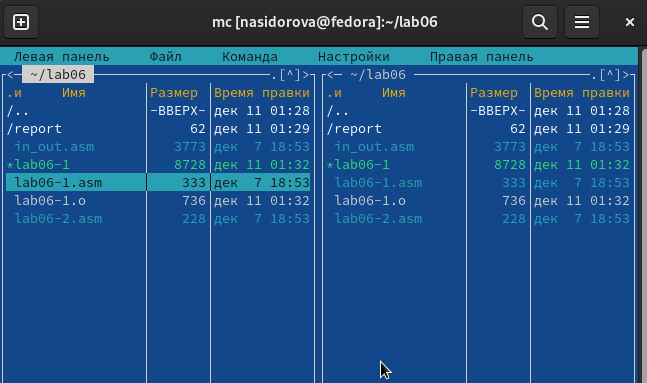 mc [nasidorova@fedora]:~/lab06
Левая панель Файл Команда Настройки Правая панель
<─ ~/lab06 .[^]> <─ ~/lab06 .[^]>
.и Имя Размер Время правки .и Имя Размер Время правки
/.. -ВВЕРХ- дек 11 01:28 /.. -ВВЕРХ- дек 11 01:28
/report 62 дек 11 01:29 /report 62 дек 11 01:29
in_out.asm 3773 дек 7 18:53 in_out.asm 3773 дек 7 18:53
*lab06-1 8728 дек 11 01:32 *lab06-1 8728 дек 11 01:32
lab06-1.asm 333 дек 7 18:53 lab06-1.asm 333 дек 7 18:53
lab06-1.o 736 дек 11 01:32 lab06-1.o 736 дек 11 01:32
lab06-2.asm 228 дек 7 18:53 lab06-2.asm 228 дек 7 18:53